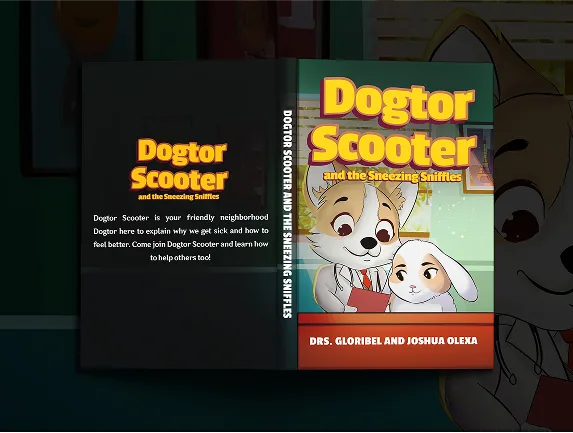 Dogtor
Scooter
and the Sneezing Sniffles
Dogtor Scooter is your friendly neighborhood
Dogtor here to explain why we get sick and how to
feel better. Come join Dogtor Scooter and learn how
to help others too!
DOGTOR SCOOTER AND THE SNEEZING SNIFFLES
Dogtor
Scooter
and the Sneezing Sniffles
DRS. GLORIBEL AND JOSHUA OLEXA